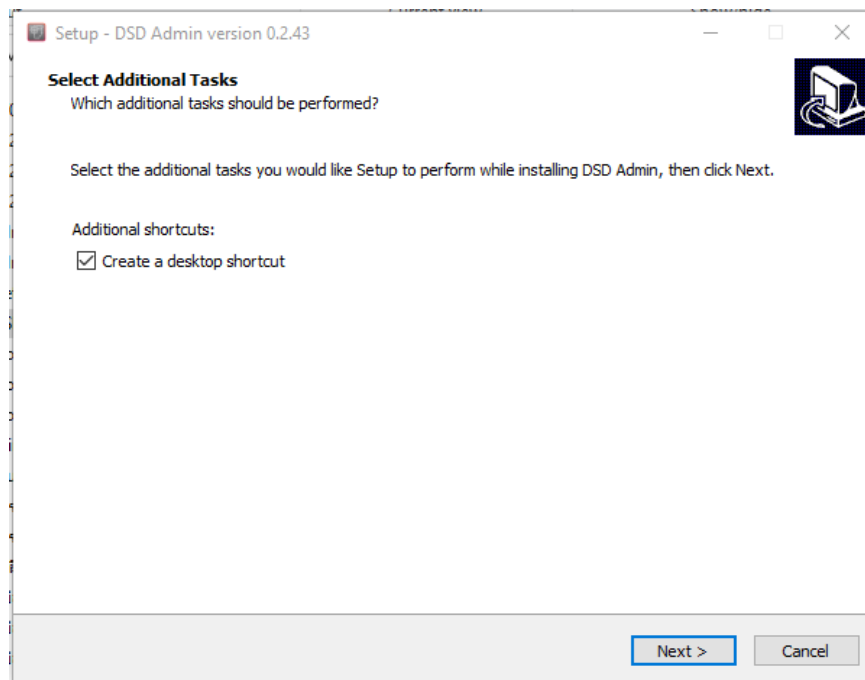 Setup - DSD Admin version 0.2.43
Select Additional Tasks
Which additional tasks should be performed?
Select the additional tasks you would like Setup to perform while installing DSD Admin, then click Next.
Additional shortcuts:
Create a desktop shortcut
Next >
Cancel